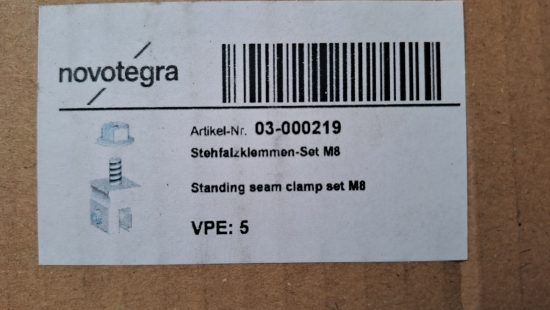 novotegra
Artikel-Nr. 03-000219
Stehfalzklemmen-Set M8
Standing seam clamp set M8
VPE: 5